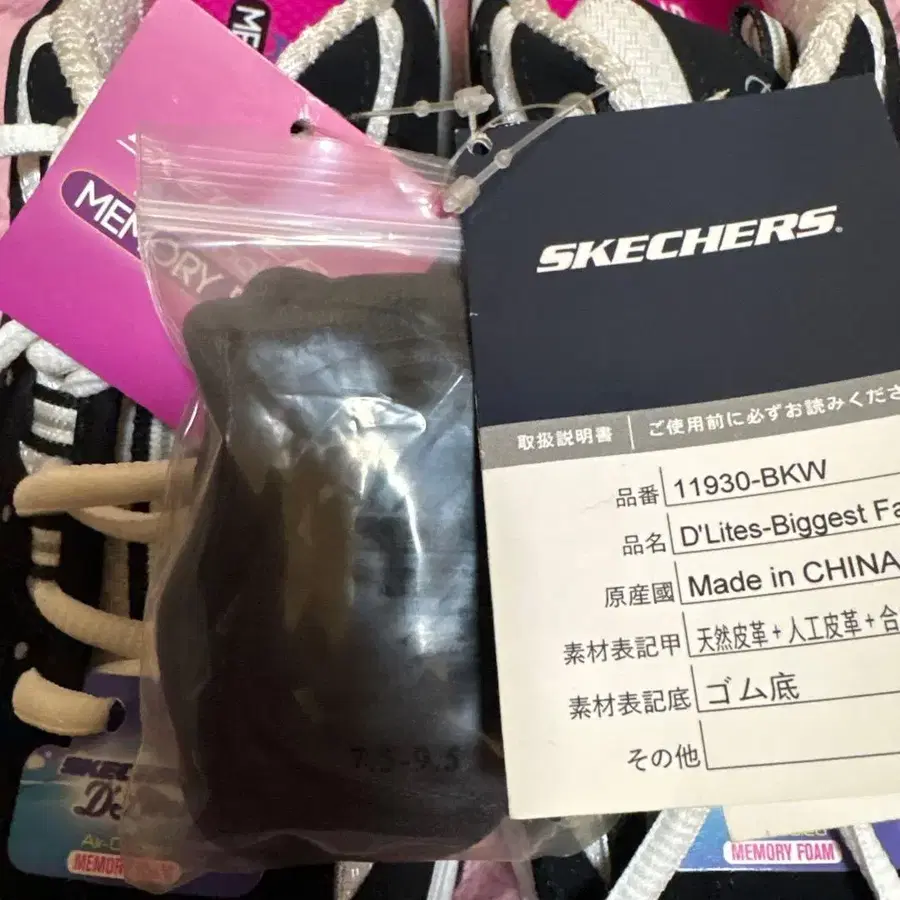 MEMORY
SKECHERS
取扱説明書 ご使用前に必ずお読みくださ
品番 11930-BKW
品名 D'Lites-Biggest Fa
原産國 Made in CHINA
素材表記甲 天然皮革+人工皮革+合
素材表記底 ゴム底
その他
7.5-9.5
SKEC
D'L
MEMORY FOAM
MEMORY FOAM